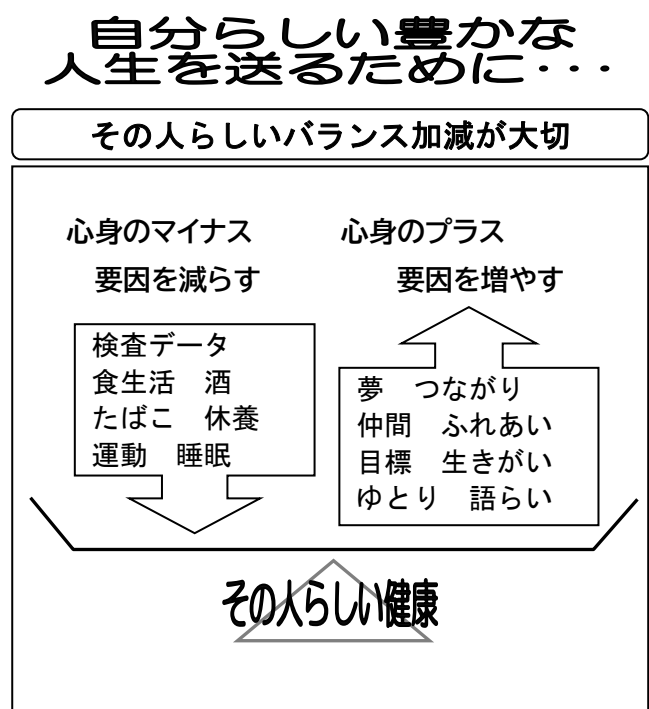 自分らしい豊かな
人生を送るために・・・
その人らしいバランス加減が大切
心身のマイナス
要因を減らす
検査データ
食生活　酒
たばこ　休養
運動　睡眠
心身のプラス
要因を増やす
夢　つながり
仲間　ふれあい
目標　生きがい
ゆとり　語らい
その人らしい健康